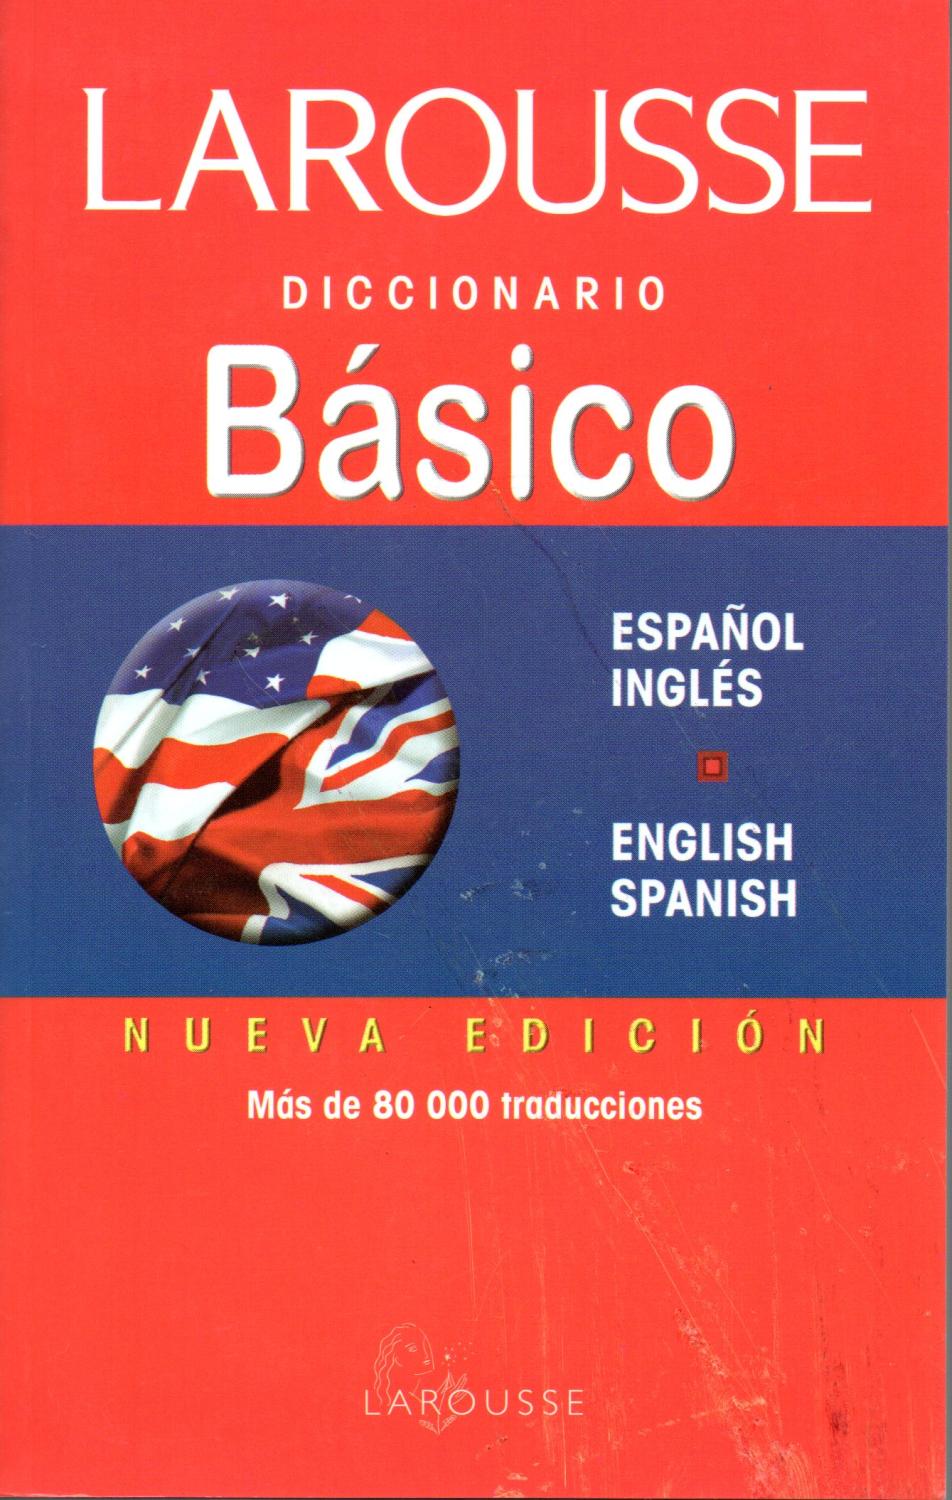 LAROUSSE
DICCIONARIO
Básico
ESPAÑOL
INGLÉS
ENGLISH
SPANISH
NUEVA EDICIÓN
Más de 80 000 traducciones
LAROUSSE